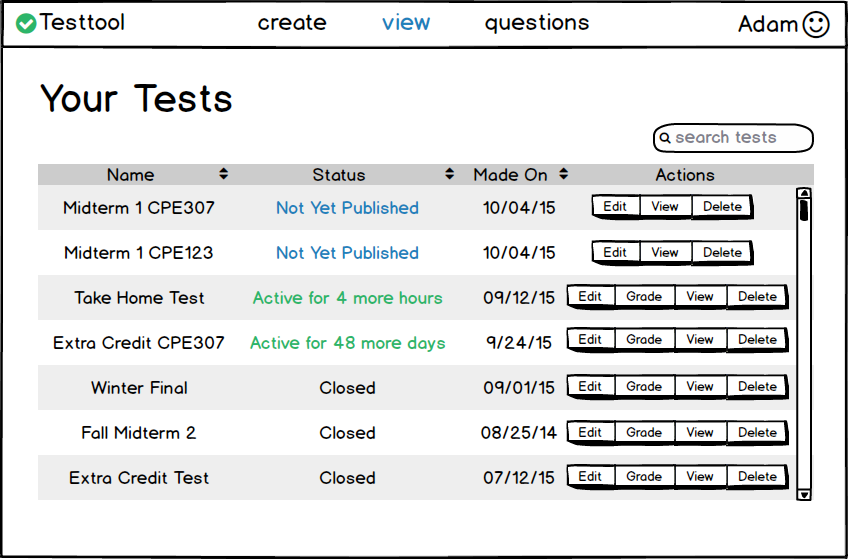 Testtool create view questions Adam
Your Tests
search tests
Name Status Made On Actions
Midterm 1 CPE307 Not Yet Published 10/04/15 Edit View Delete
Midterm 1 CPE123 Not Yet Published 10/04/15 Edit View Delete
Take Home Test Active for 4 more hours 09/12/15 Edit Grade View Delete
Extra Credit CPE307 Active for 48 more days 9/24/15 Edit Grade View Delete
Winter Final Closed 09/01/15 Edit Grade View Delete
Fall Midterm 2 Closed 08/25/14 Edit Grade View Delete
Extra Credit Test Closed 07/12/15 Edit Grade View Delete